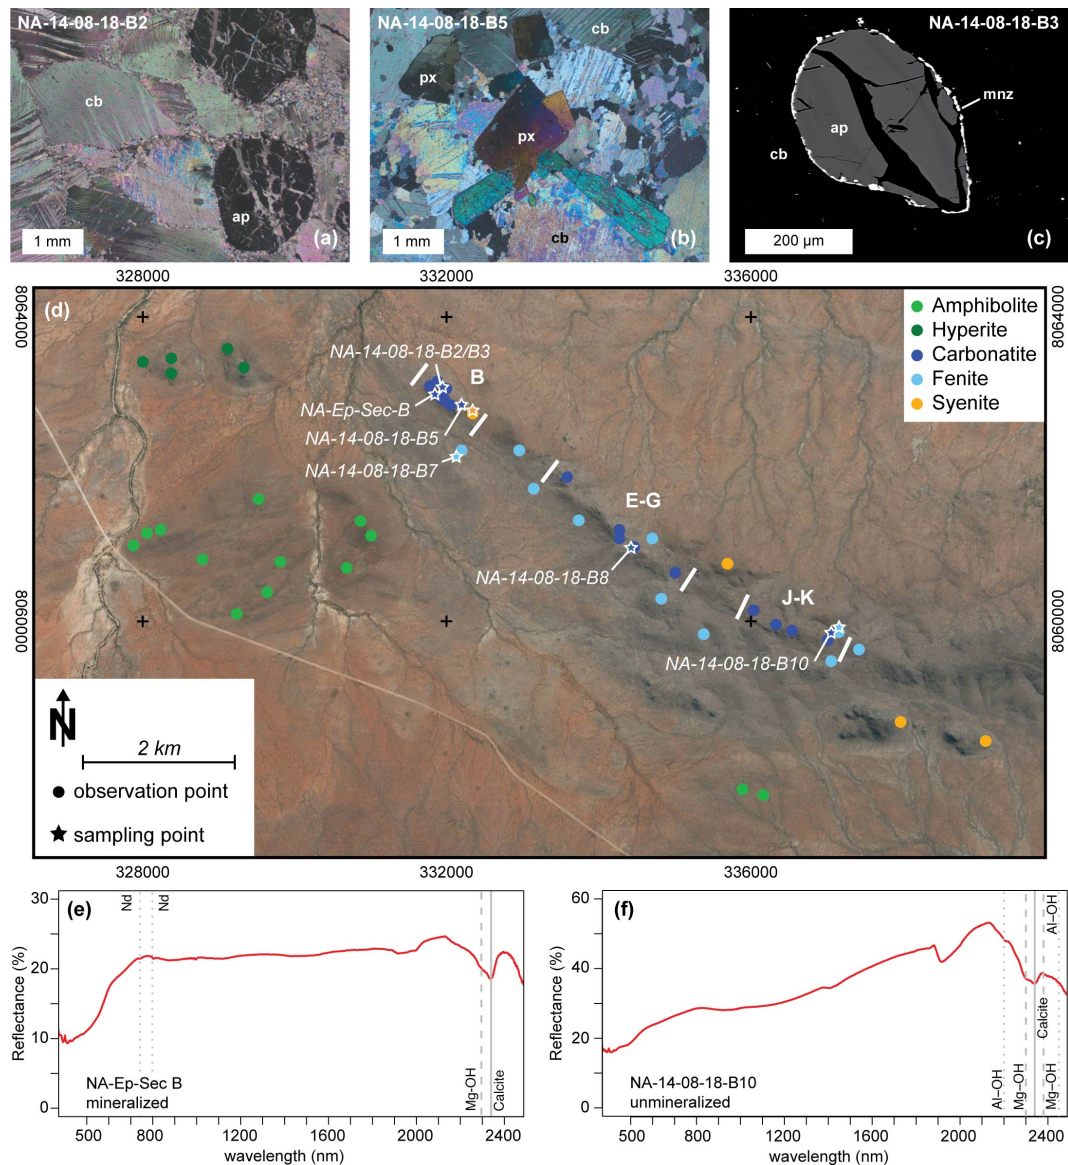 NA-14-08-18-B2
cb
ap
1 mm
(a)
NA-14-08-18-B5
cb
px
px
cb
1 mm
(b)
NA-14-08-18-B3
mnz
ap
cb
200 µm
(c)
328000
332000
336000
8064000
(d)
8064000
Amphibolite
Hyperite
Carbonatite
Fenite
Syenite
NA-14-08-18-B2/B3
B
NA-Ep-Sec-B
NA-14-08-18-B5
NA-14-08-18-B7
E-G
NA-14-08-18-B8
J-K
NA-14-08-18-B10
8060000
8060000
N
2 km
observation point
sampling point
328000
332000
336000
(e)
30
20
10
0
Reflectance (%)
Nd
Nd
Mg-OH
Calcite
NA-Ep-Sec B
mineralized
500
800
1200
1600
2000
2400
wavelength (nm)
(f)
60
40
20
0
Reflectance (%)
Al–OH
Mg–OH
Calcite
Mg–OH
Al–OH
NA-14-08-18-B10
unmineralized
500
800
1200
1600
2000
2400
wavelength (nm)